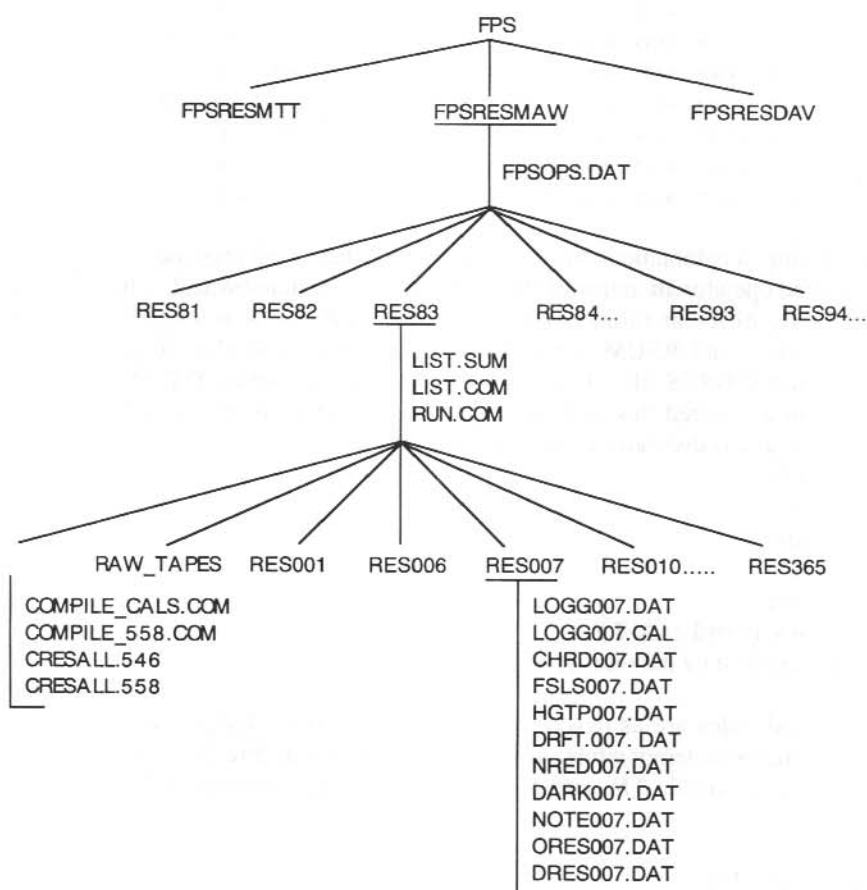 FPS
FPSRESMTT FPSRESMAW FPSRESDAV
FPSOPS.DAT
RES81 RES82 RES83 RES84... RES93 RES94...
LIST.SUM
LIST.COM
RUN.COM
RAW_TAPES RES001 RES006 RES007 RES010..... RES365
COMPILE_CALS.COM
COMPILE_558.COM
CRESALL.546
CRESALL.558
LOGG007.DAT
LOGG007.CAL
CHRD007.DAT
FSLS007.DAT
HGTP007.DAT
DRFT.007. DAT
NRED007.DAT
DARK007.DAT
NOTE007.DAT
ORES007.DAT
DRES007.DAT